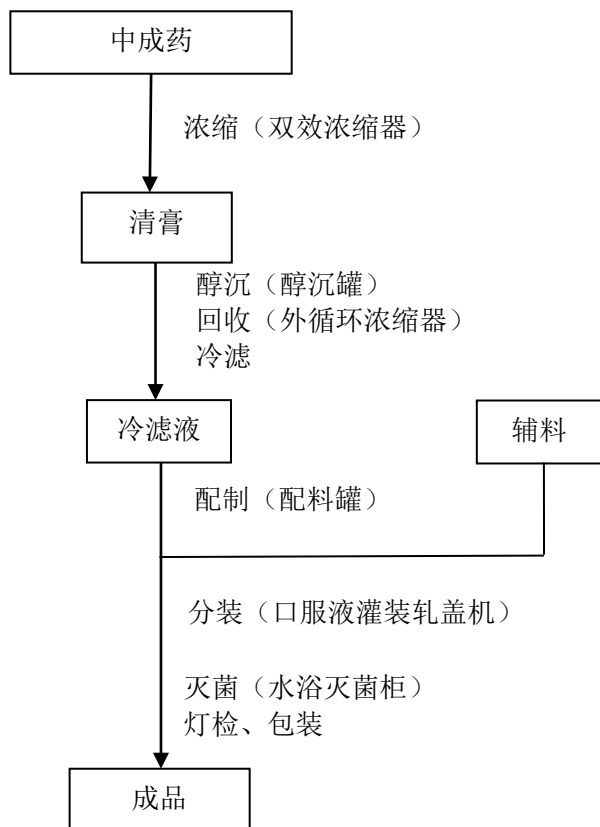 中成药
浓缩（双效浓缩器）
清膏
醇沉（醇沉罐）
回收（外循环浓缩器）
冷滤
冷滤液
辅料
配制（配料罐）
分装（口服液灌装轧盖机）
灭菌（水浴灭菌柜）
灯检、包装
成品